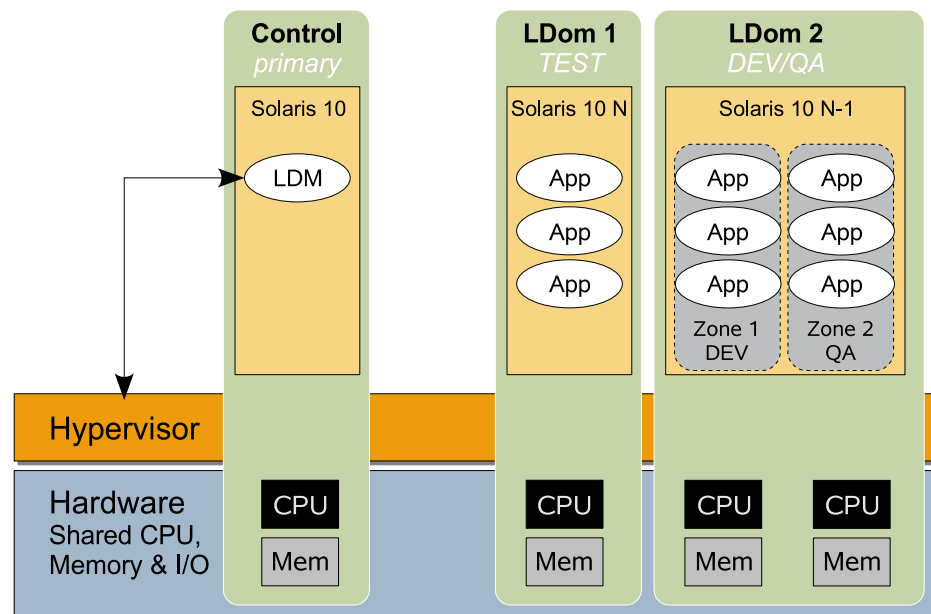 Control
primary
Solaris 10
LDM
LDom 1
TEST
Solaris 10 N
App
App
App
LDom 2
DEV/QA
Solaris 10 N-1
App
App
App
Zone 1
DEV
App
App
App
Zone 2
QA
Hypervisor
Hardware
Shared CPU,
Memory & I/O
CPU
Mem
CPU
Mem
CPU
Mem
CPU
Mem